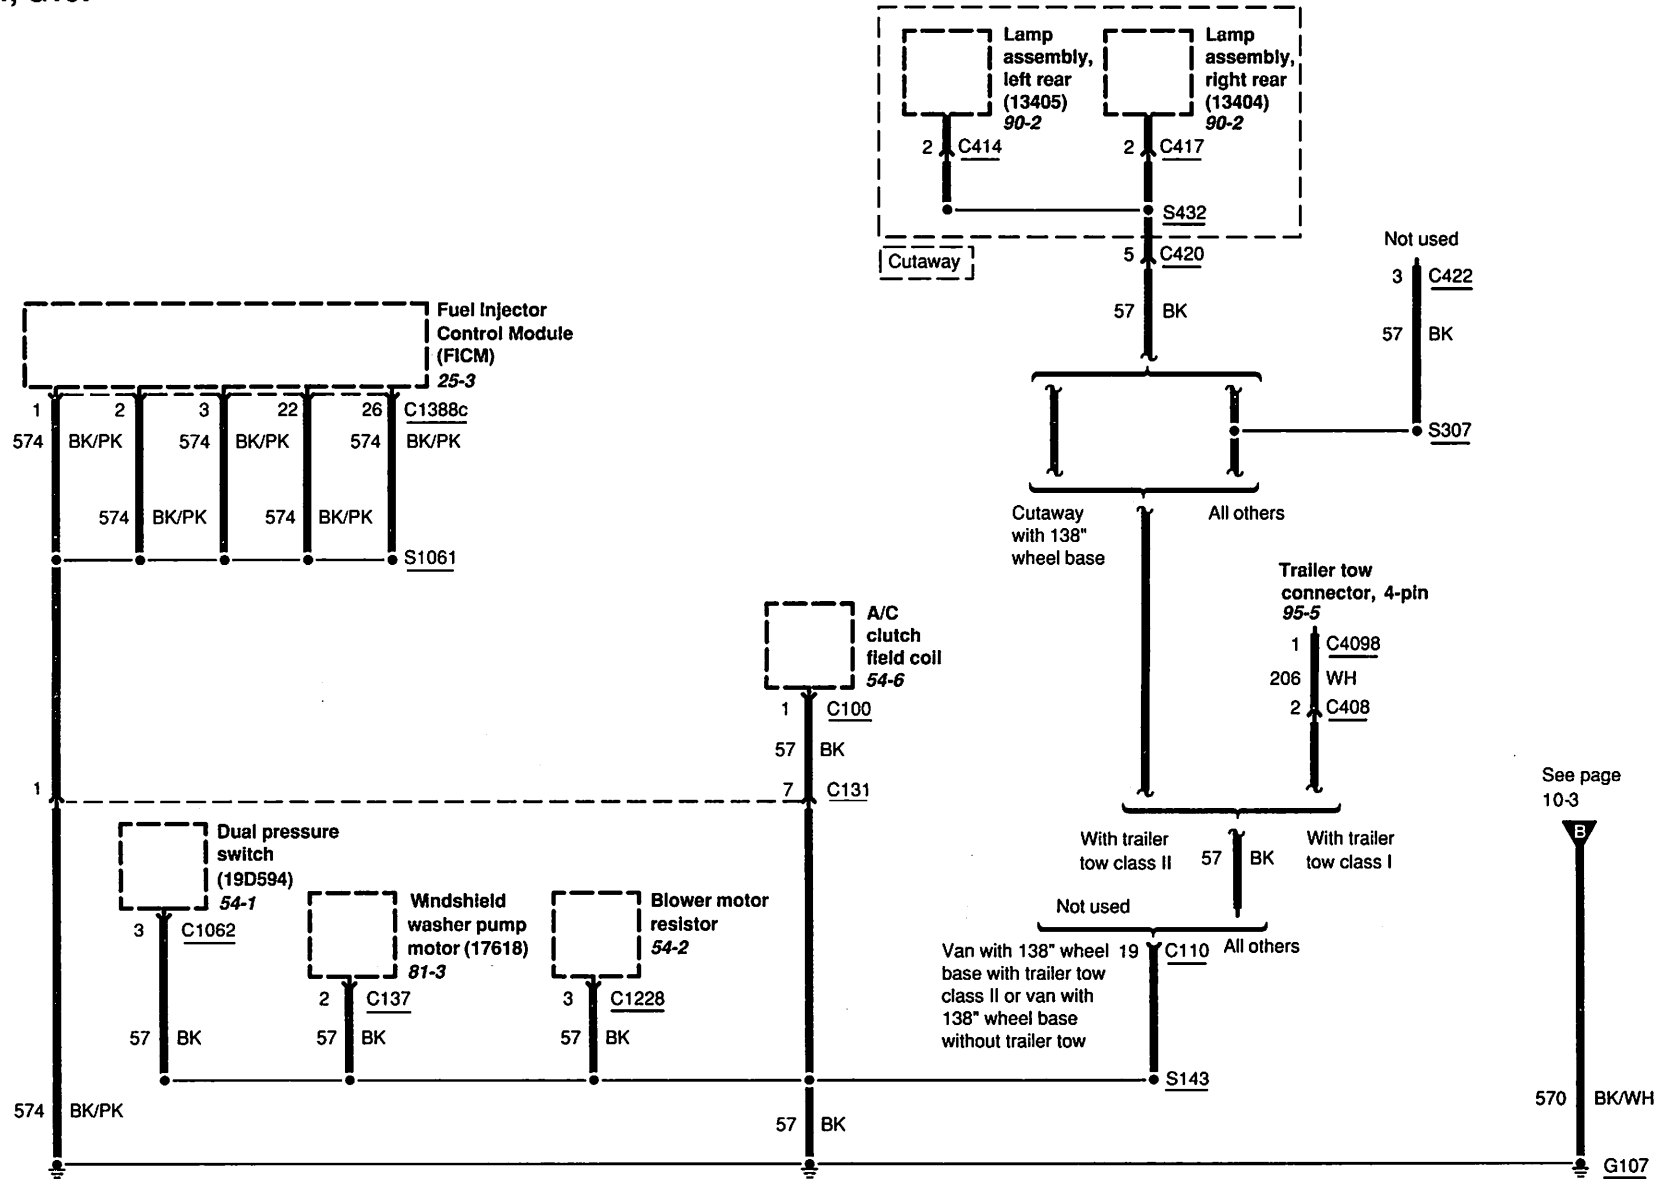 Lamp
assembly,
left rear
(13405)
90-2
Lamp
assembly,
right rear
(13404)
90-2
2 C414
2 C417
S432
Cutaway
5 C420
57 BK
Not used
3 C422
57 BK
S307
Fuel Injector
Control Module
(FICM)
25-3
1 2 3 22 26 C1388c
574 BK/PK 574 BK/PK 574 BK/PK
574 BK/PK 574 BK/PK
S1061
Cutaway
with 138"
wheel base
All others
Trailer tow
connector, 4-pin
95-5
1 C4098
206 WH
2 C408
A/C
clutch
field coil
54-6
1 C100
57 BK
1 7 C131
See page
10-3
B
With trailer
tow class II
57 BK
With trailer
tow class I
Dual pressure
switch
(19D594)
54-1
3 C1062
57 BK
Windshield
washer pump
motor (17618)
81-3
2 C137
57 BK
Blower motor
resistor
54-2
3 C1228
57 BK
Not used
Van with 138" wheel
base with trailer tow
class II or van with
138" wheel base
without trailer tow
19 C110
All others
S143
574 BK/PK
57 BK
570 BK/WH
G107